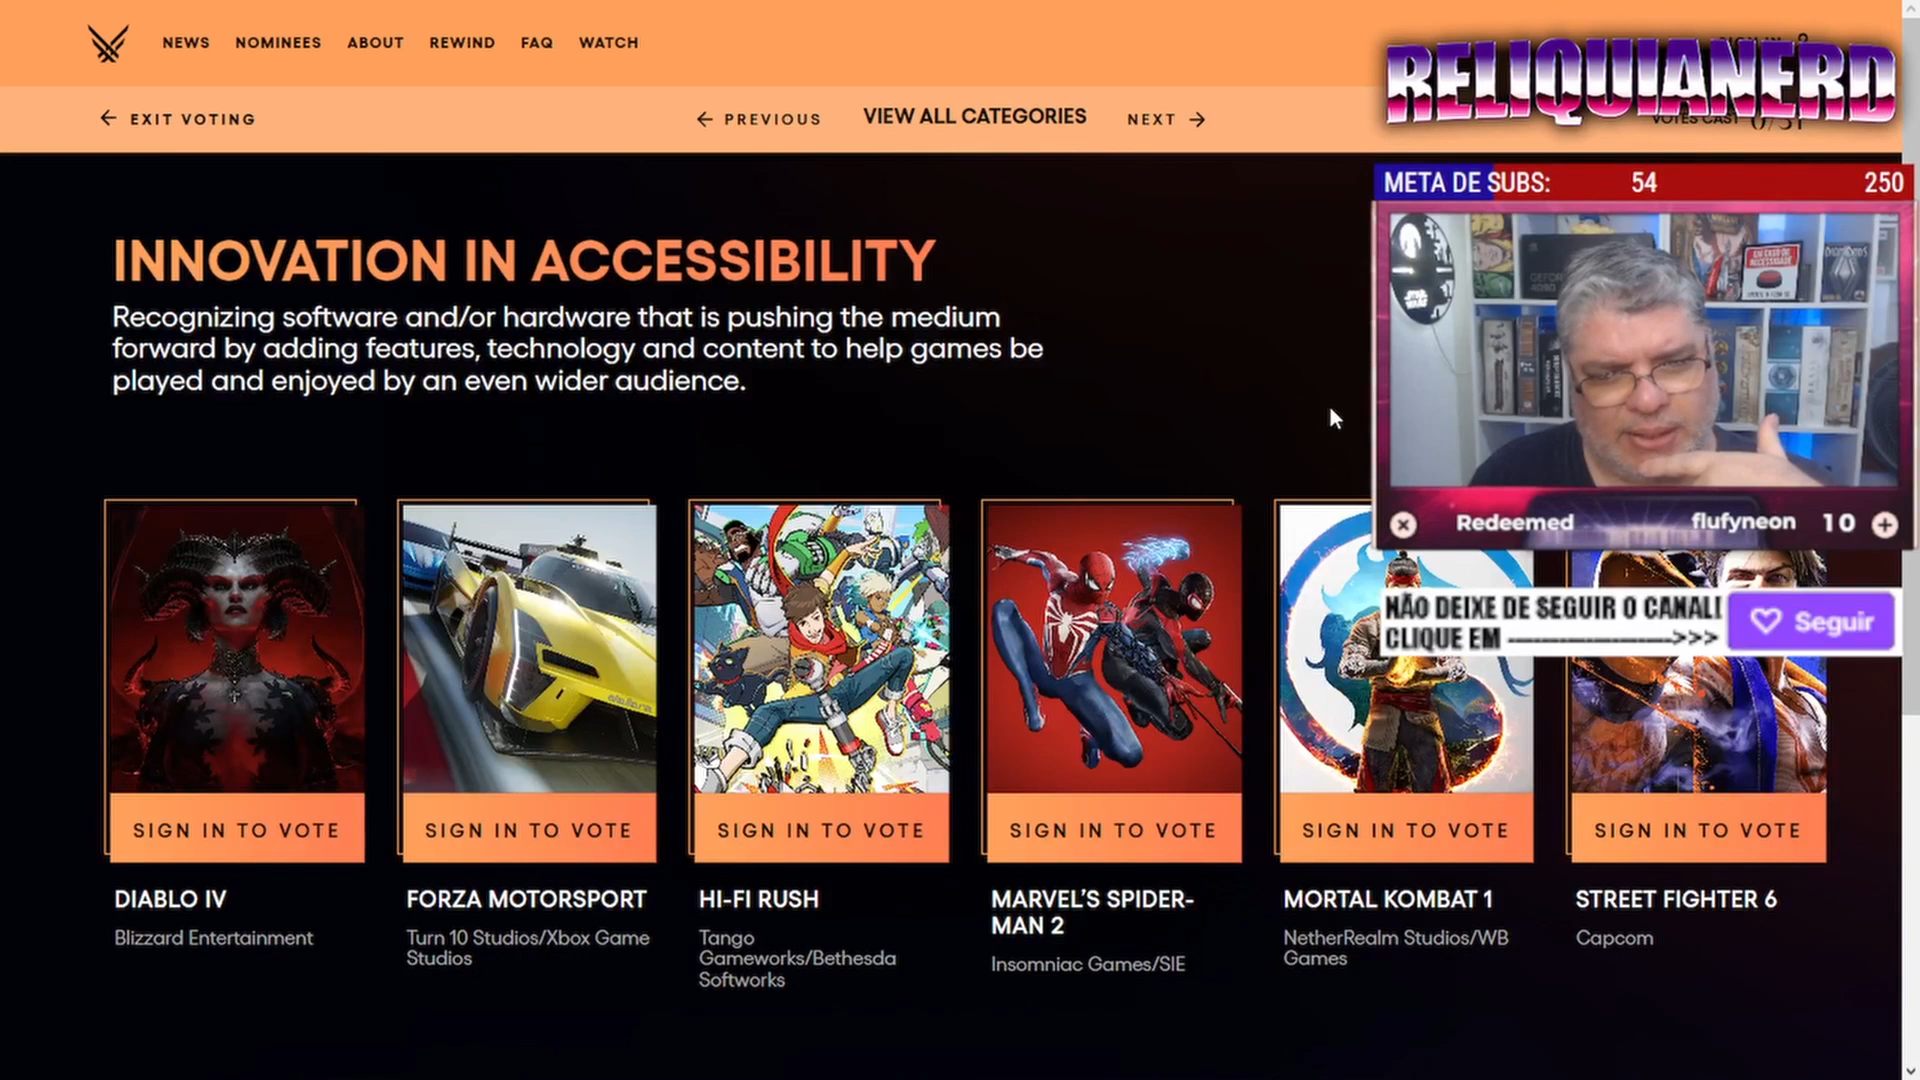 NEWS NOMINEES ABOUT REWIND FAQ WATCH
RELIQUIANERD
EXIT VOTING
PREVIOUS VIEW ALL CATEGORIES NEXT
VOTES CAST 0/31
META DE SUBS: 54 250
INNOVATION IN ACCESSIBILITY
Recognizing software and/or hardware that is pushing the medium
forward by adding features, technology and content to help games be
played and enjoyed by an even wider audience.
STAR WARS
Redeemed flufyneon 10
NÃO DEIXE DE SEGUIR O CANAL!
CLIQUE EM -------------------->>>
Seguir
SIGN IN TO VOTE SIGN IN TO VOTE SIGN IN TO VOTE SIGN IN TO VOTE SIGN IN TO VOTE SIGN IN TO VOTE
DIABLO IV
Blizzard Entertainment
FORZA MOTORSPORT
Turn 10 Studios/Xbox Game
Studios
HI-FI RUSH
Tango
Gameworks/Bethesda
Softworks
MARVEL'S SPIDER-
MAN 2
Insomniac Games/SIE
MORTAL KOMBAT 1
NetherRealm Studios/WB
Games
STREET FIGHTER 6
Capcom